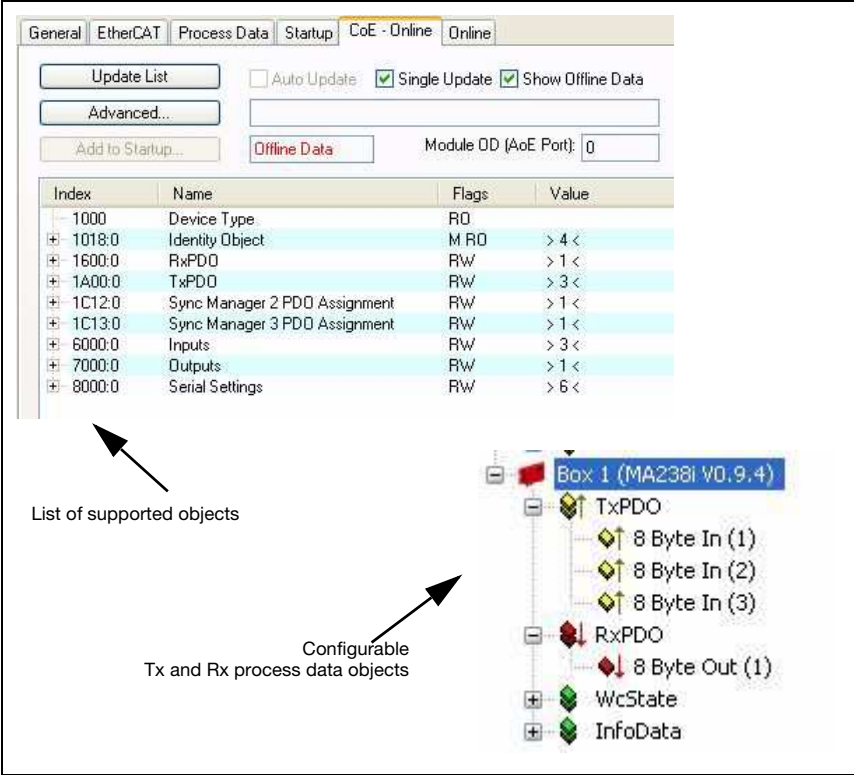 General EtherCAT Process Data Startup CoE - Online Online
Update List Auto Update Single Update Show Offline Data
Advanced...
Add to Startup... Offline Data Module OD (AoE Port): 0
Index Name Flags Value
1000 Device Type RO
1018:0 Identity Object M RO > 4 <
1600:0 RxPDO RW > 1 <
1A00:0 TxPDO RW > 3 <
1C12:0 Sync Manager 2 PDO Assignment RW > 1 <
1C13:0 Sync Manager 3 PDO Assignment RW > 1 <
6000:0 Inputs RW > 3 <
7000:0 Outputs RW > 1 <
8000:0 Serial Settings RW > 6 <
List of supported objects
Box 1 (MA238i V0.9.4)
TxPDO
8 Byte In (1)
8 Byte In (2)
8 Byte In (3)
RxPDO
8 Byte Out (1)
WcState
InfoData
Configurable
Tx and Rx process data objects